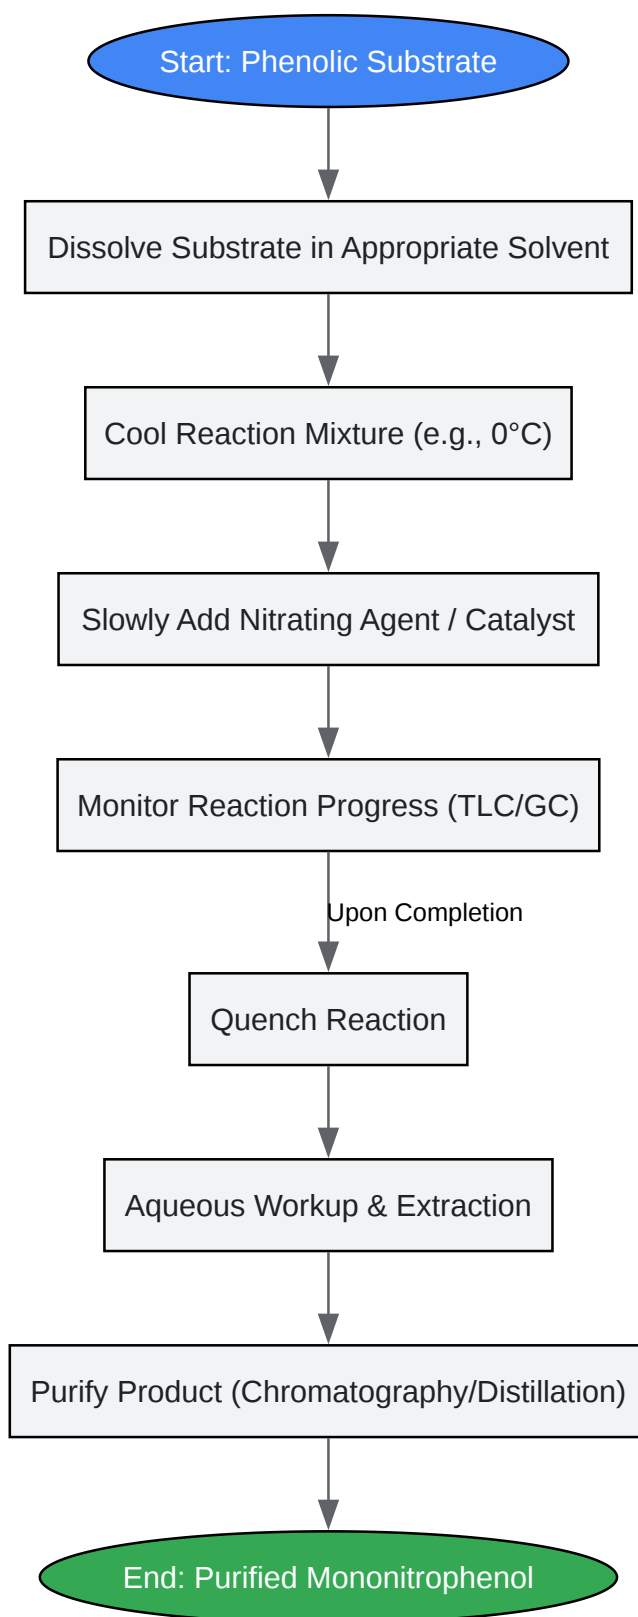 Start: Phenolic Substrate
Dissolve Substrate in Appropriate Solvent
Cool Reaction Mixture (e.g., 0°C)
Slowly Add Nitrating Agent / Catalyst
Monitor Reaction Progress (TLC/GC)
Upon Completion
Quench Reaction
Aqueous Workup & Extraction
Purify Product (Chromatography/Distillation)
End: Purified Mononitrophenol